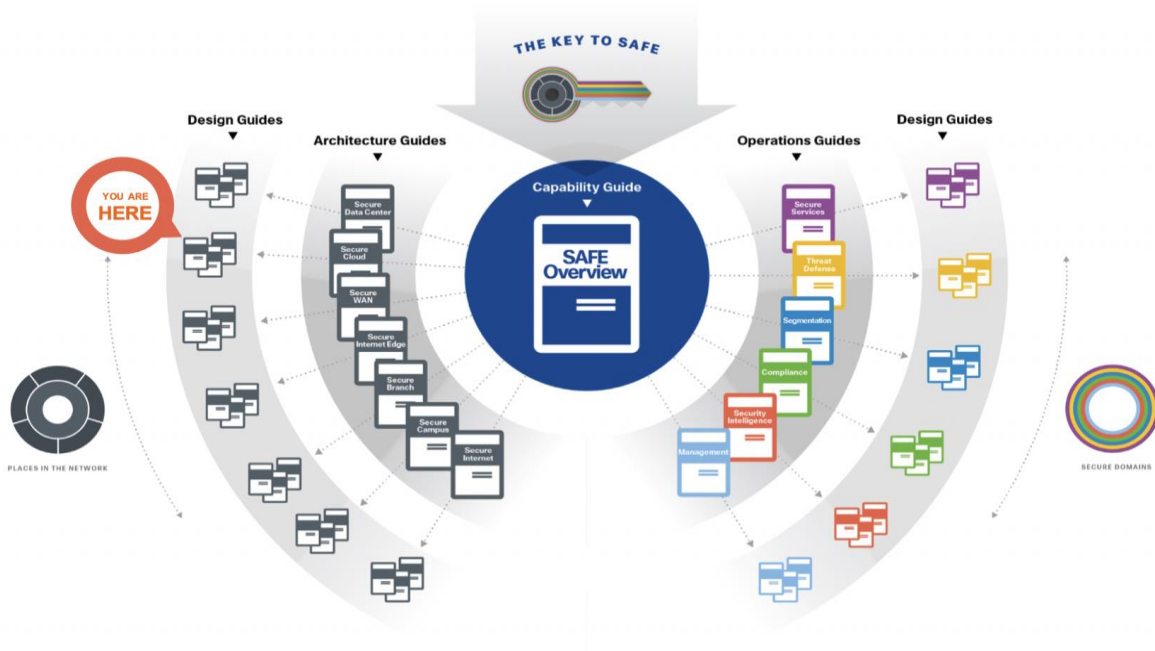 THE KEY TO SAFE
Design Guides
Architecture Guides
YOU ARE
HERE
Secure
Data Center
Secure
Cloud
Secure
WAN
Secure
Internet Edge
Secure
Branch
Secure
Campus
Secure
Internet
PLACES IN THE NETWORK
Capability Guide
SAFE
Overview
Operations Guides
Design Guides
Secure
Services
Threat
Defense
Segmentation
Compliance
Security
Intelligence
Management
SECURE DOMAINS